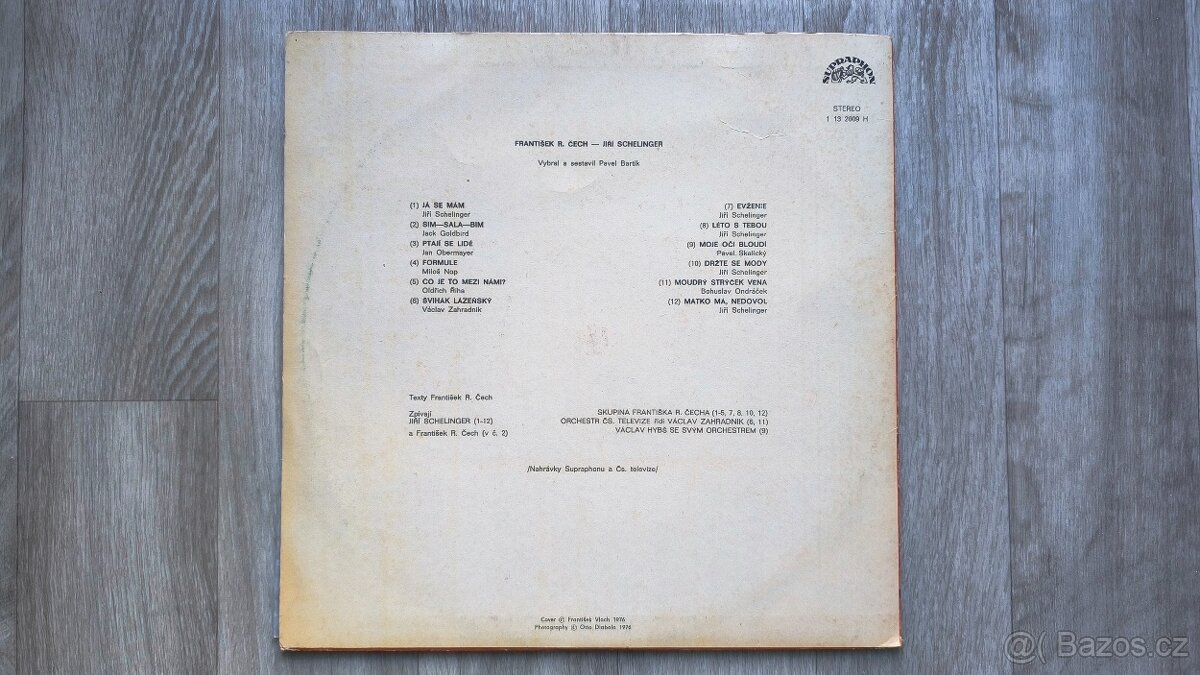 SUPRAPHON
STEREO
1 13 2009 H
FRANTIŠEK R. ČECH — JIŘÍ SCHELINGER
Vybral a sestavil Pavel Bartík
(1) JÁ SE MÁM
Jiří Schelinger
(2) SIM—SALA—BIM
Jack Goldbird
(3) PTAJÍ SE LIDÉ
Jan Obermayer
(4) FORMULE
Miloš Nop
(5) CO JE TO MEZI NÁMI?
Oldřich Říha
(6) ŠVIHÁK LÁZEŇSKÝ
Václav Zahradník
(7) EVŽENIE
Jiří Schelinger
(8) LÉTO S TEBOU
Jiří Schelinger
(9) MOJE OČI BLOUDÍ
Pavel Skalický
(10) DRŽTE SE MÓDY
Jiří Schelinger
(11) MOUDRÝ STRÝČEK VENA
Bohuslav Ondráček
(12) MATKO MÁ, NEDOVOL
Jiří Schelinger
Texty František R. Čech
Zpívají
JIŘÍ SCHELINGER (1-12)
a František R. Čech (v č. 2)
SKUPINA FRANTIŠKA R. ČECHA (1-5, 7, 8, 10, 12)
ORCHESTR ČS. TELEVIZE řídí VÁCLAV ZAHRADNÍK (6, 11)
VÁCLAV HYBŠ SE SVÝM ORCHESTREM (9)
/Nahrávky Supraphonu a Čs. televize/
Cover © František Vlach 1976
Photography © Otto Dlabola 1976
@( Bazos.cz